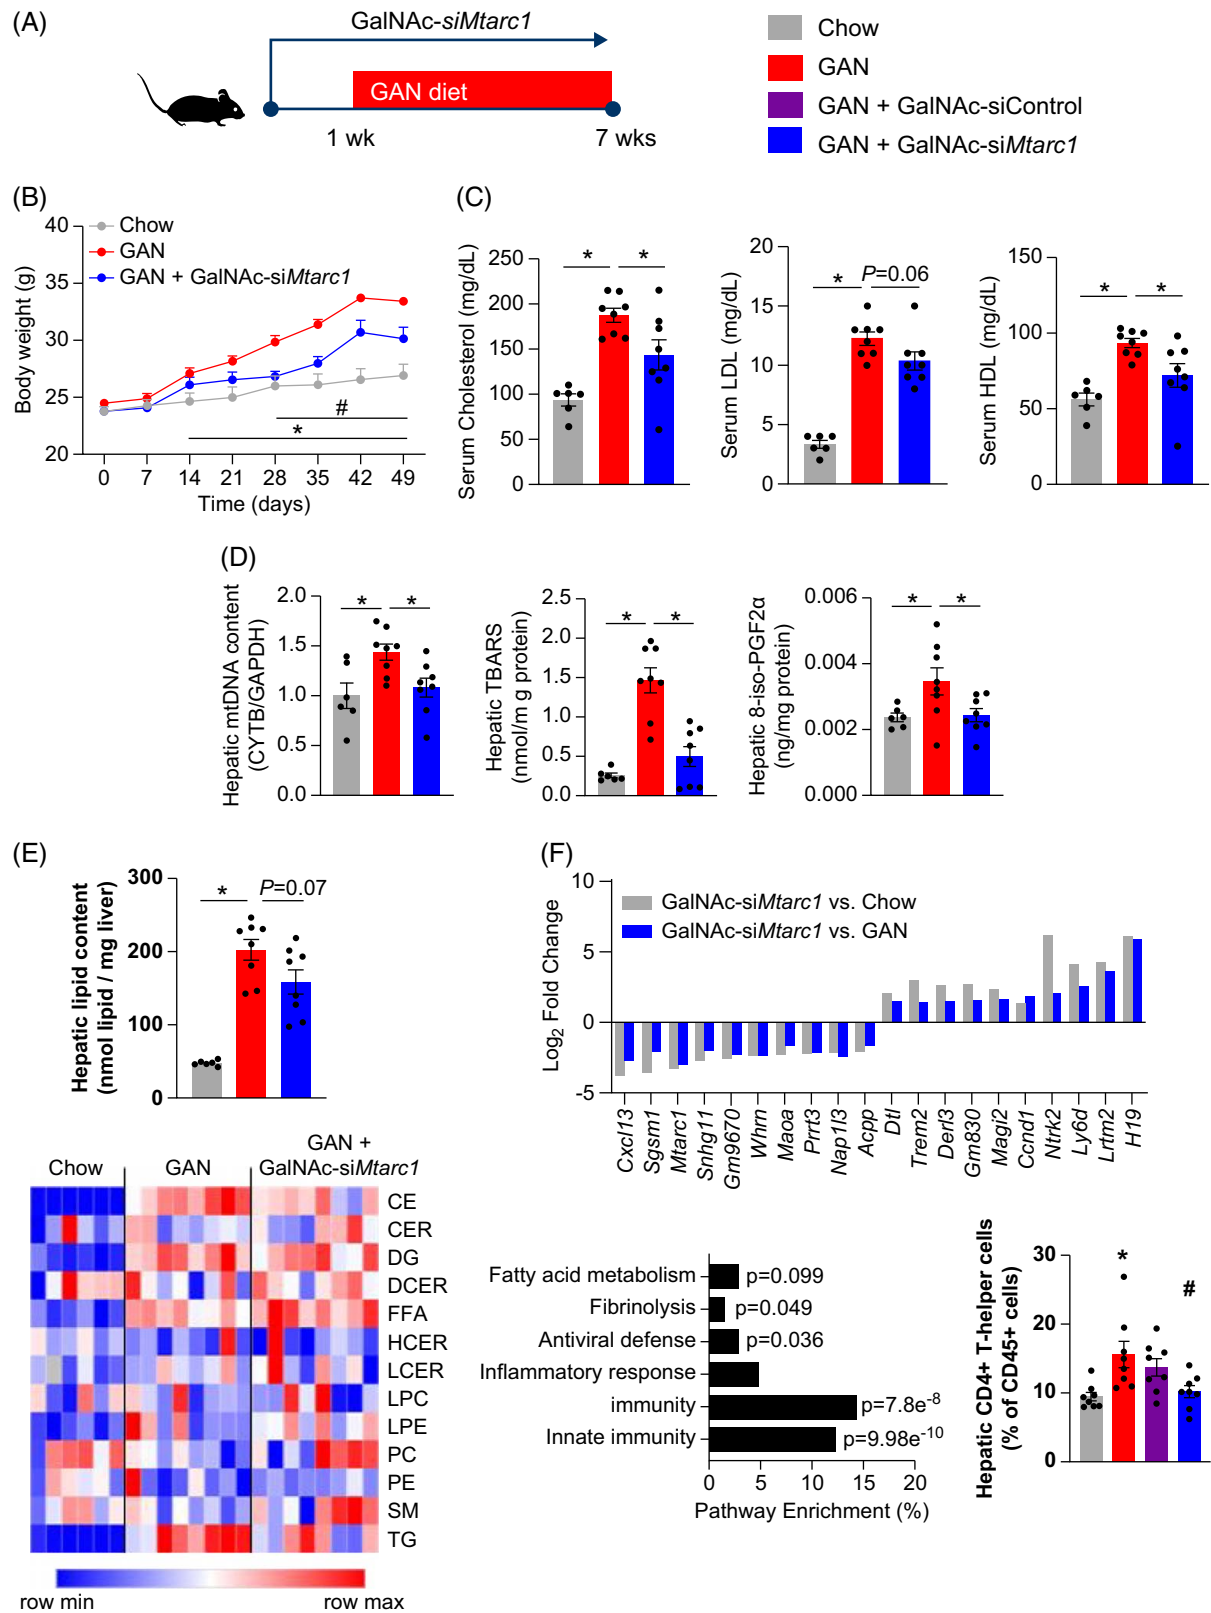 (A)
GalNAc-siMtarc1
GAN diet
1 wk
7 wks
Chow
GAN
GAN + GalNAc-siControl
GAN + GalNAc-siMtarc1
(B)
Body weight (g)
40
35
30
25
20
Chow
GAN
GAN + GalNAc-siMtarc1
#
*
0 7 14 21 28 35 42 49
Time (days)
(C)
Serum Cholesterol (mg/dL)
250
200
150
100
50
0
* *
Serum LDL (mg/dL)
20
15
10
5
0
* P=0.06
Serum HDL (mg/dL)
150
100
50
0
* *
(D)
Hepatic mtDNA content
(CYTB/GAPDH)
2.0
1.5
1.0
0.5
0.0
* *
Hepatic TBARS
(nmol/m g protein)
2.5
2.0
1.5
1.0
0.5
0.0
* *
Hepatic 8-iso-PGF2α
(ng/mg protein)
0.006
0.004
0.002
0.000
* *
(E)
Hepatic lipid content
(nmol lipid / mg liver)
300
200
100
0
* P=0.07
Chow
GAN
GAN +
GalNAc-siMtarc1
CE
CER
DG
DCER
FFA
HCER
LCER
LPC
LPE
PC
PE
SM
TG
row min
row max
(F)
Log2 Fold Change
10
5
0
-5
GalNAc-siMtarc1 vs. Chow
GalNAc-siMtarc1 vs. GAN
Cxcl13
Sgsm1
Mtarc1
Snhg11
Gm9670
Whrn
Maoa
Prrt3
Nap1l3
Acpp
Dtl
Trem2
Derl3
Gm830
Magi2
Ccnd1
Ntrk2
Ly6d
Lrtm2
H19
Fatty acid metabolism p=0.099
Fibrinolysis p=0.049
Antiviral defense p=0.036
Inflammatory response
immunity p=7.8e-8
Innate immunity p=9.98e-10
0 5 10 15 20
Pathway Enrichment (%)
Hepatic CD4+ T-helper cells
(% of CD45+ cells)
30
20
10
0
*
#